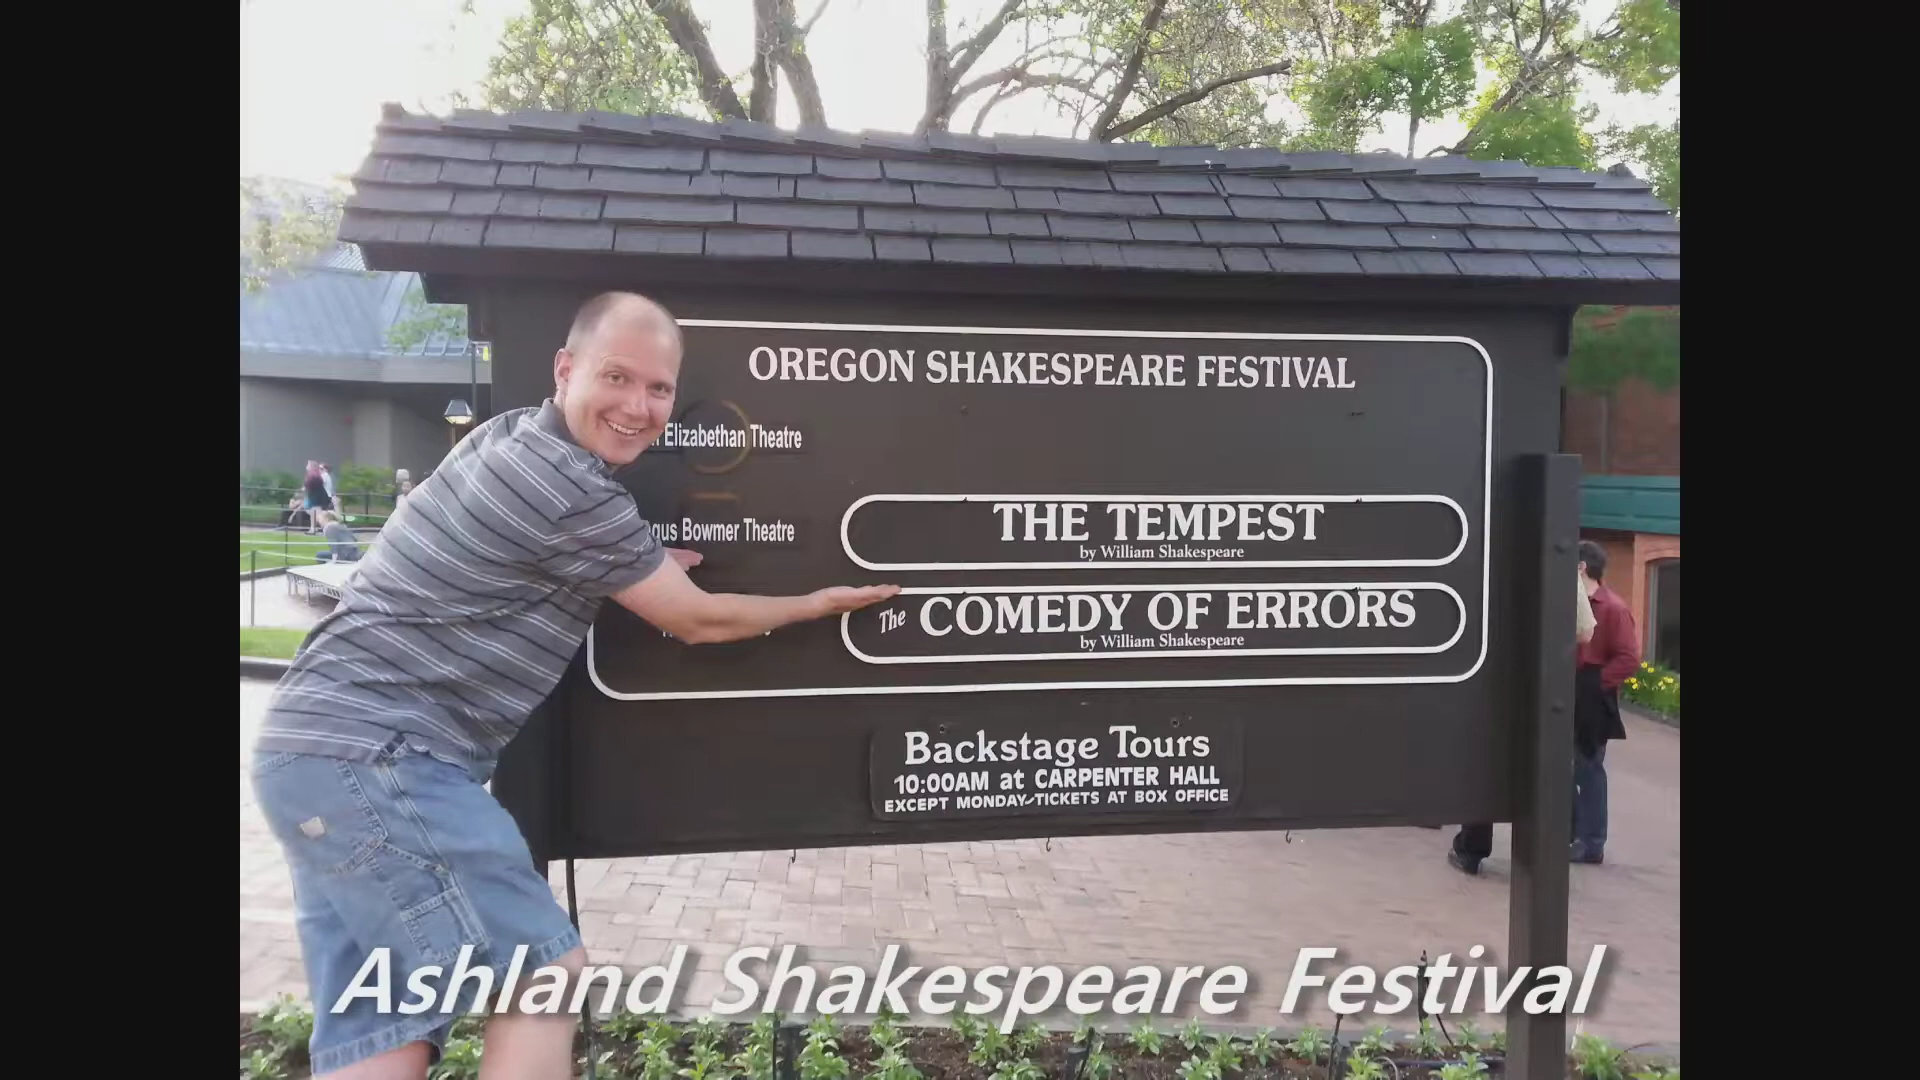 OREGON SHAKESPEARE FESTIVAL
Elizabethan Theatre
Bowmer Theatre
THE TEMPEST
by William Shakespeare
The COMEDY OF ERRORS
by William Shakespeare
Backstage Tours
10:00AM at CARPENTER HALL
EXCEPT MONDAY-TICKETS AT BOX OFFICE
Ashland Shakespeare Festival